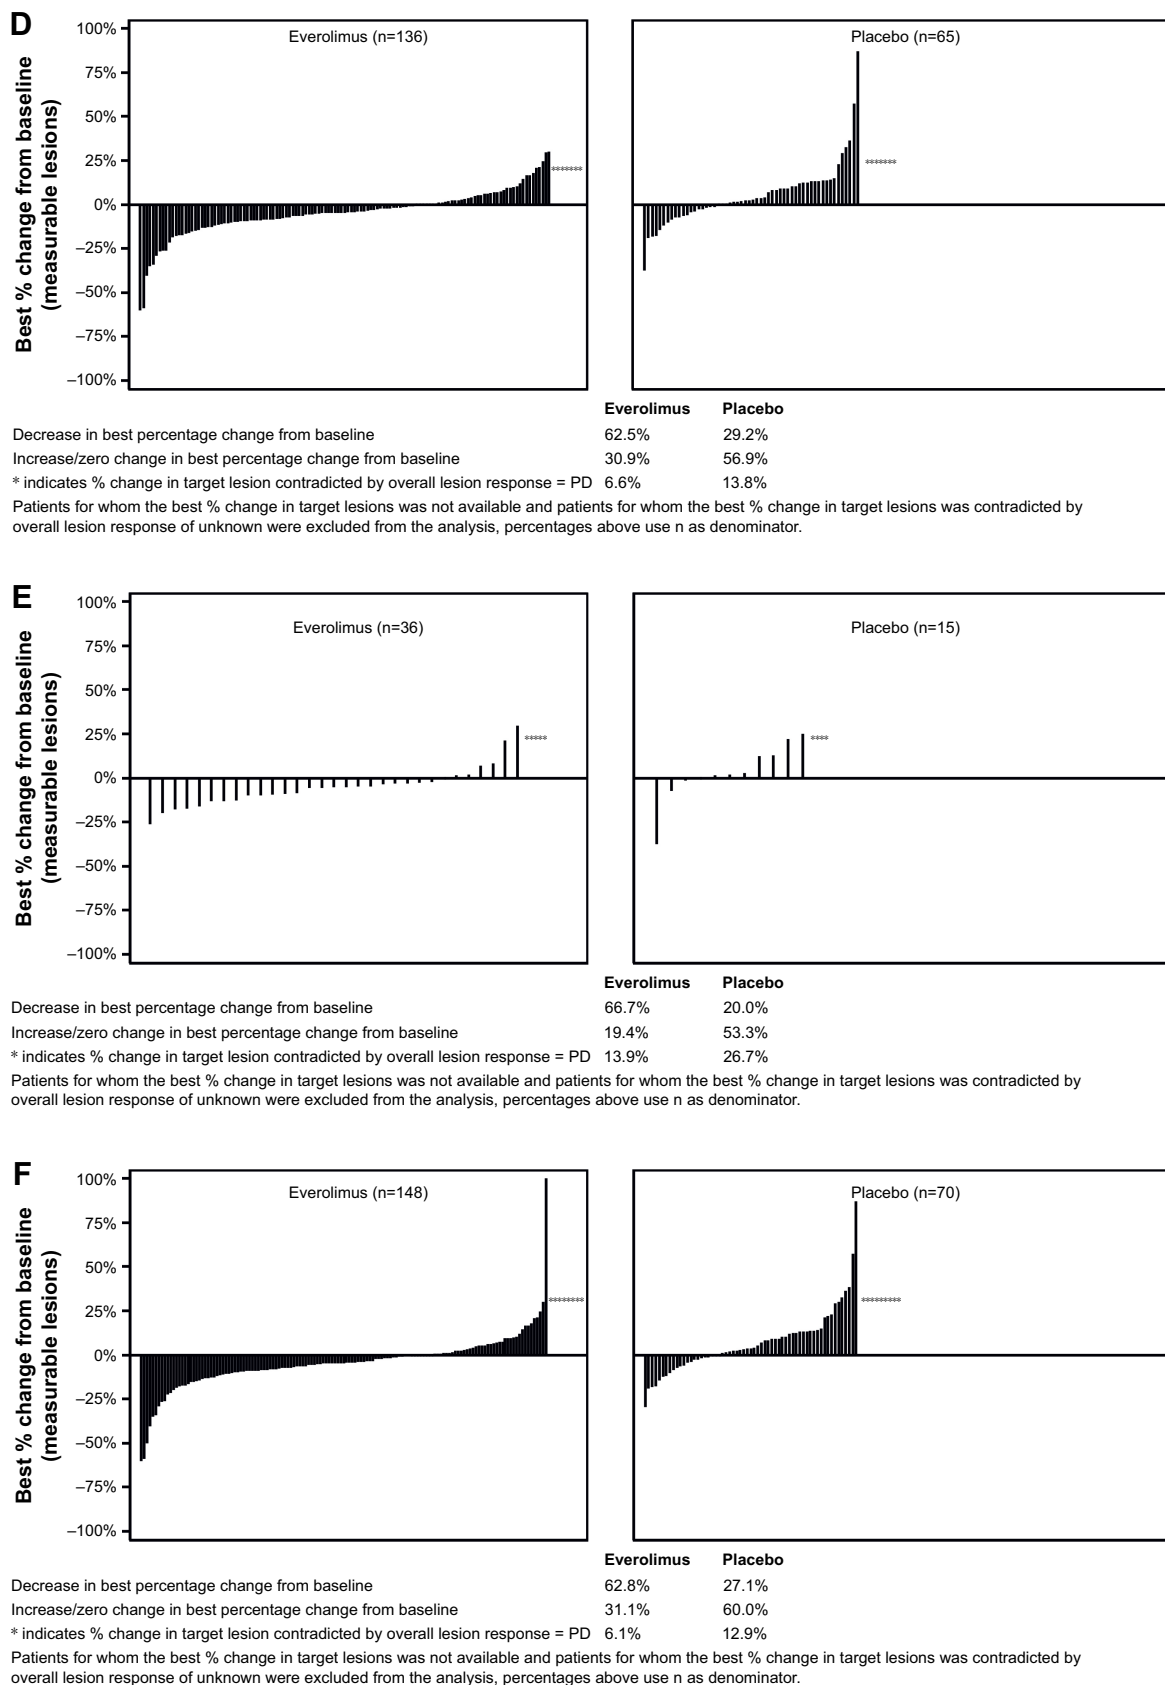 D
Best % change from baseline
(measurable lesions)
100%
75%
50%
25%
0%
–25%
–50%
–75%
–100%
Everolimus (n=136)
*******
Placebo (n=65)
*******
Everolimus Placebo
Decrease in best percentage change from baseline 62.5% 29.2%
Increase/zero change in best percentage change from baseline 30.9% 56.9%
* indicates % change in target lesion contradicted by overall lesion response = PD 6.6% 13.8%
Patients for whom the best % change in target lesions was not available and patients for whom the best % change in target lesions was contradicted by
overall lesion response of unknown were excluded from the analysis, percentages above use n as denominator.
E
Best % change from baseline
(measurable lesions)
100%
75%
50%
25%
0%
–25%
–50%
–75%
–100%
Everolimus (n=36)
*****
Placebo (n=15)
****
Everolimus Placebo
Decrease in best percentage change from baseline 66.7% 20.0%
Increase/zero change in best percentage change from baseline 19.4% 53.3%
* indicates % change in target lesion contradicted by overall lesion response = PD 13.9% 26.7%
Patients for whom the best % change in target lesions was not available and patients for whom the best % change in target lesions was contradicted by
overall lesion response of unknown were excluded from the analysis, percentages above use n as denominator.
F
Best % change from baseline
(measurable lesions)
100%
75%
50%
25%
0%
–25%
–50%
–75%
–100%
Everolimus (n=148)
********
Placebo (n=70)
*********
Everolimus Placebo
Decrease in best percentage change from baseline 62.8% 27.1%
Increase/zero change in best percentage change from baseline 31.1% 60.0%
* indicates % change in target lesion contradicted by overall lesion response = PD 6.1% 12.9%
Patients for whom the best % change in target lesions was not available and patients for whom the best % change in target lesions was contradicted by
overall lesion response of unknown were excluded from the analysis, percentages above use n as denominator.